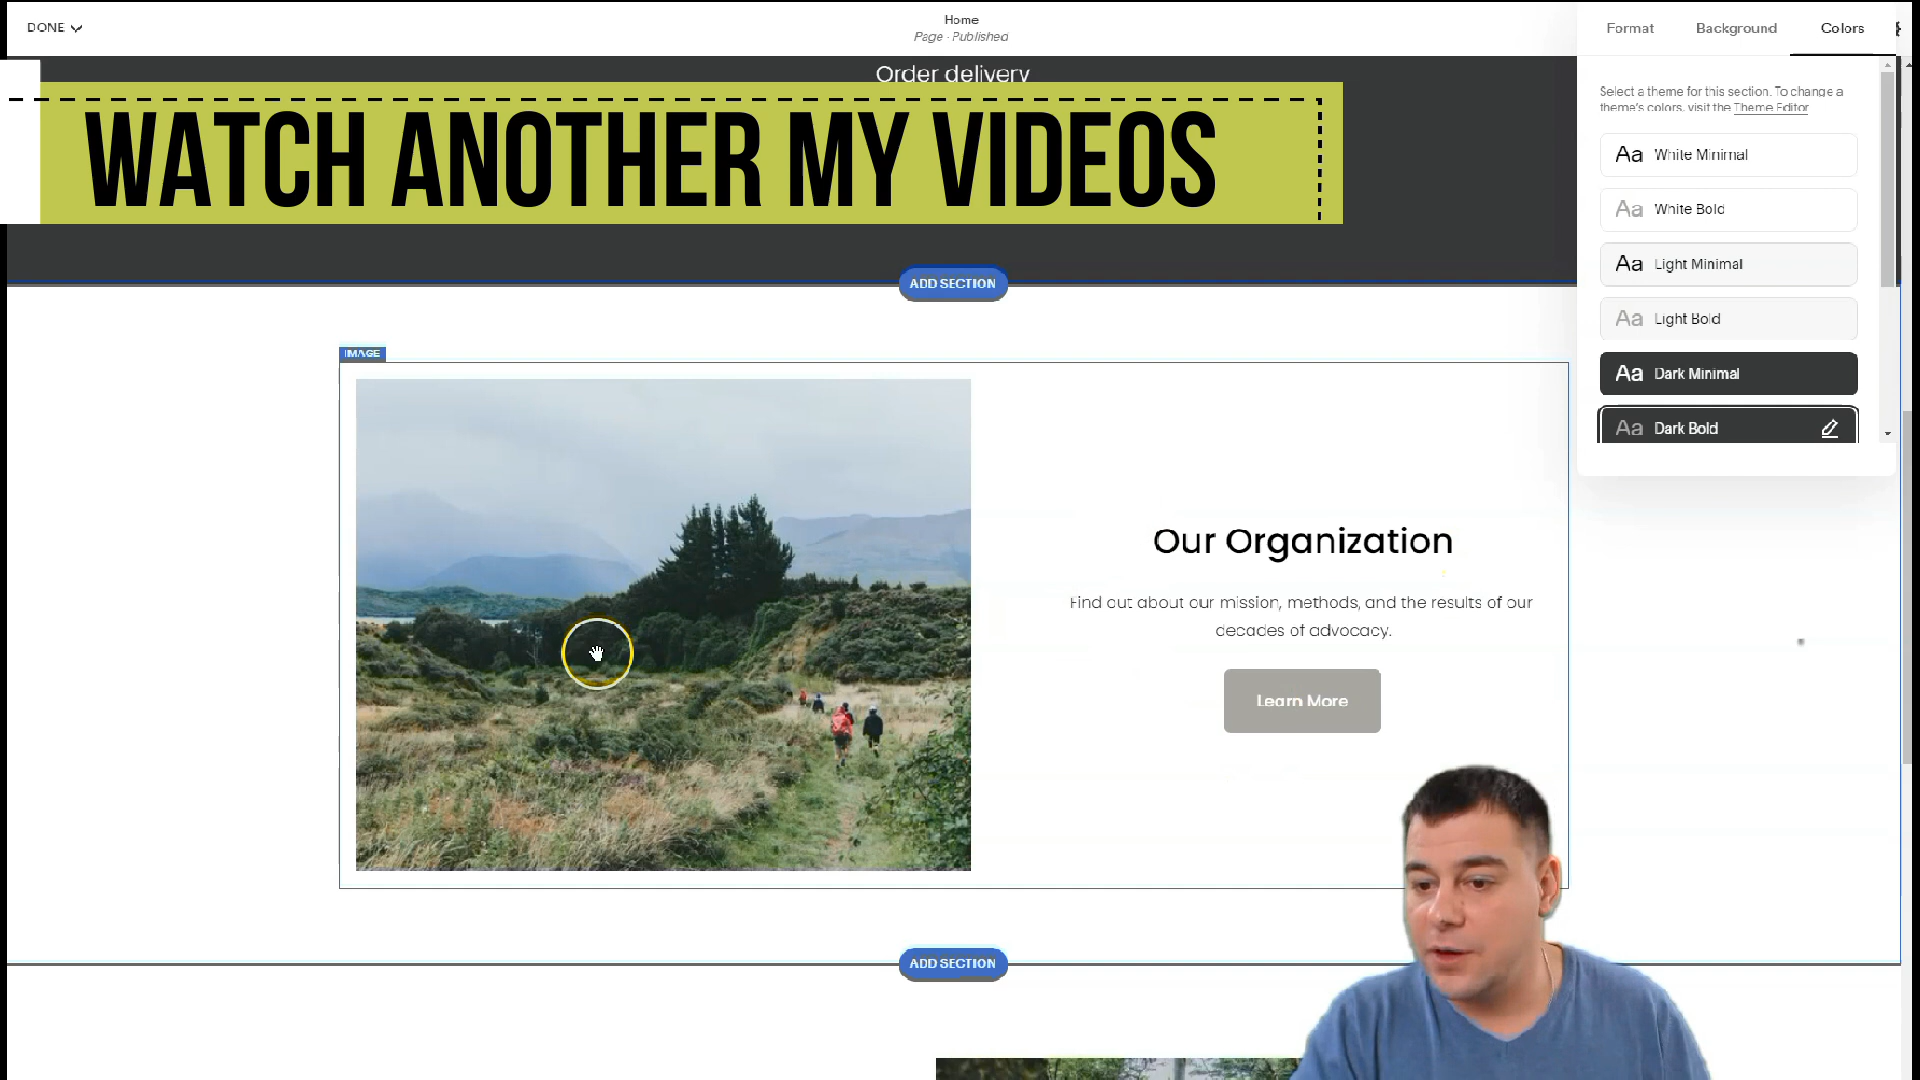 DONE
Home
Page · Published
Format
Background
Colors
Order delivery
WATCH ANOTHER MY VIDEOS
Select a theme for this section. To change a
theme's colors, visit the Theme Editor
Aa White Minimal
Aa White Bold
Aa Light Minimal
Aa Light Bold
Aa Dark Minimal
Aa Dark Bold
ADD SECTION
IMAGE
Our Organization
Find out about our mission, methods, and the results of our
decades of advocacy.
Learn More
ADD SECTION